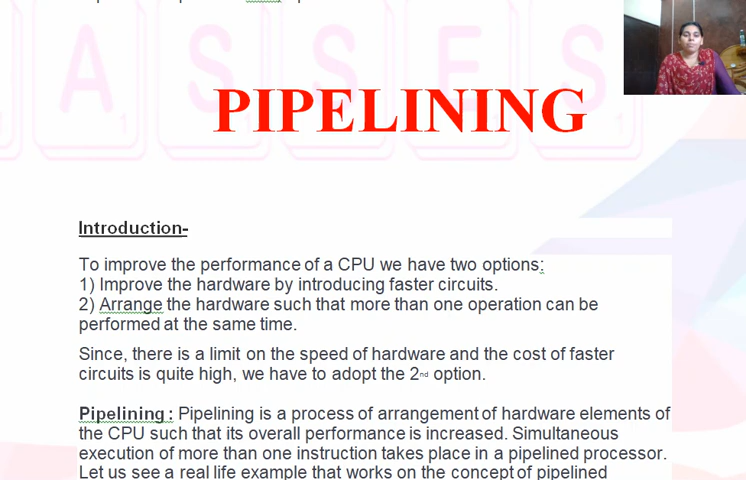 PIPELINING
Introduction-
To improve the performance of a CPU we have two options:
1) Improve the hardware by introducing faster circuits.
2) Arrange the hardware such that more than one operation can be
performed at the same time.
Since, there is a limit on the speed of hardware and the cost of faster
circuits is quite high, we have to adopt the 2nd option.
Pipelining : Pipelining is a process of arrangement of hardware elements of
the CPU such that its overall performance is increased. Simultaneous
execution of more than one instruction takes place in a pipelined processor.
Let us see a real life example that works on the concept of pipelined